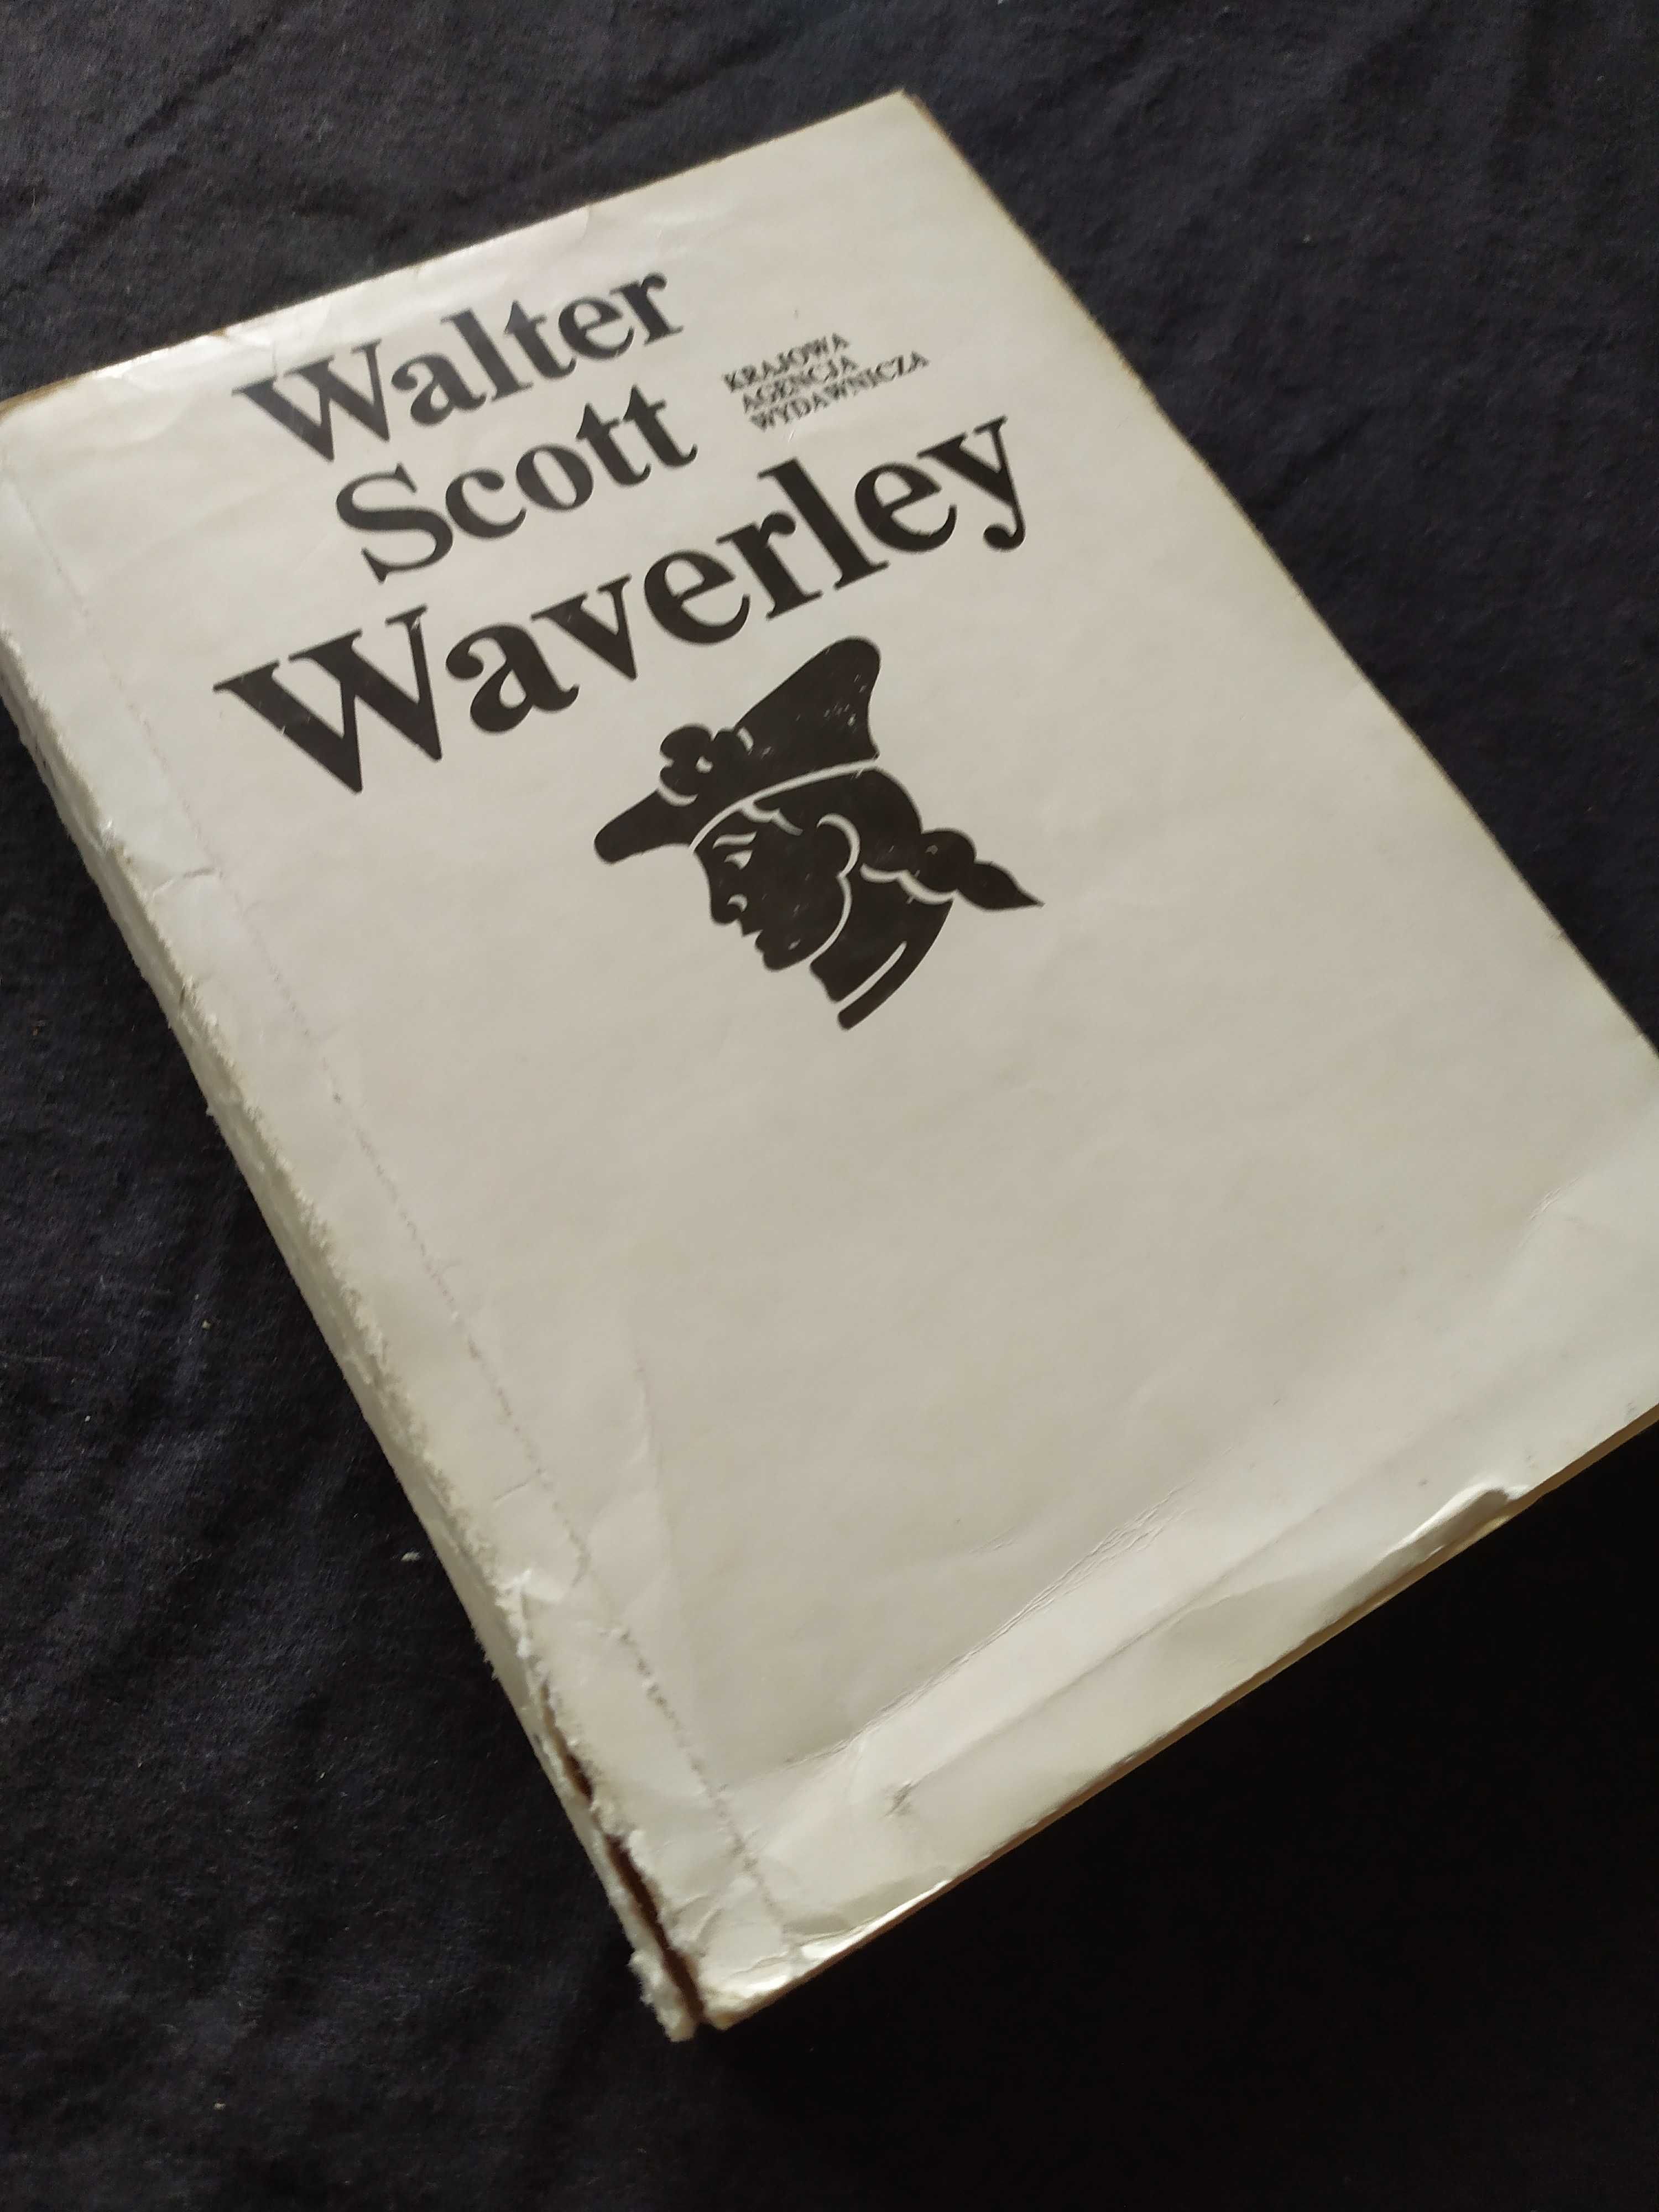 Walter
Scott
KRAJOWA
AGENCJA
WYDAWNICZA
Waverley